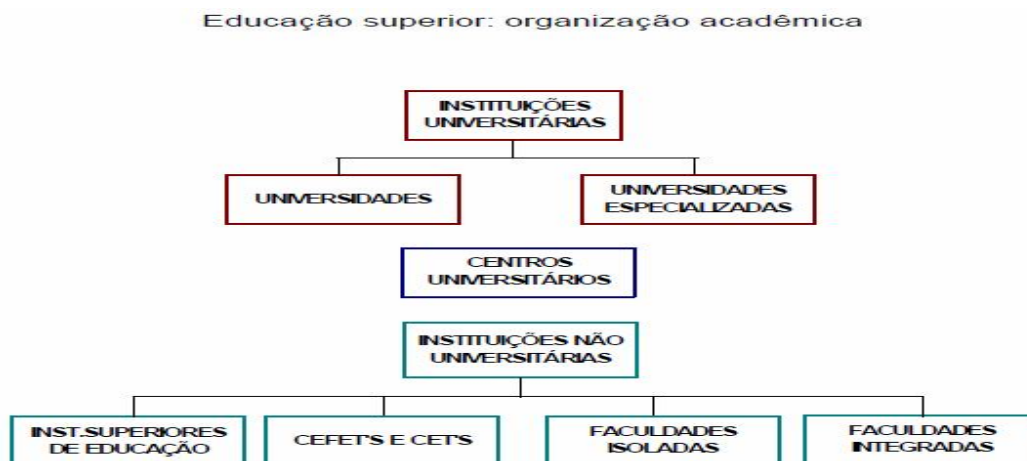 Educação superior: organização acadêmica
INSTITUIÇÕES
UNIVERSITÁRIAS
UNIVERSIDADES
UNIVERSIDADES
ESPECIALIZADAS
CENTROS
UNIVERSITÁRIOS
INSTITUIÇÕES NÃO
UNIVERSITÁRIAS
INST.SUPERIORES
DE EDUCAÇÃO
CEFET'S E CET'S
FACULDADES
ISOLADAS
FACULDADES
INTEGRADAS